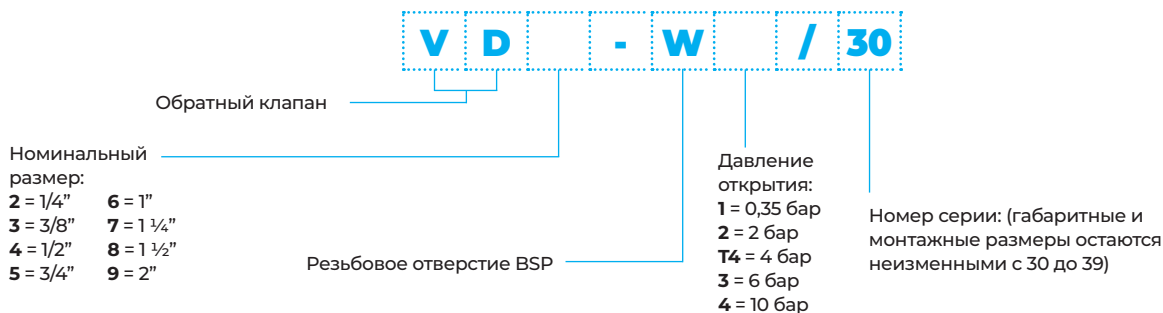 V D - W / 30
Обратный клапан
Номинальный
размер:
2 = 1/4” 6 = 1”
3 = 3/8” 7 = 1 ¼”
4 = 1/2” 8 = 1 ½”
5 = 3/4” 9 = 2”
Резьбовое отверстие BSP
Давление
открытия:
1 = 0,35 бар
2 = 2 бар
T4 = 4 бар
3 = 6 бар
4 = 10 бар
Номер серии: (габаритные и
монтажные размеры остаются
неизменными с 30 до 39)